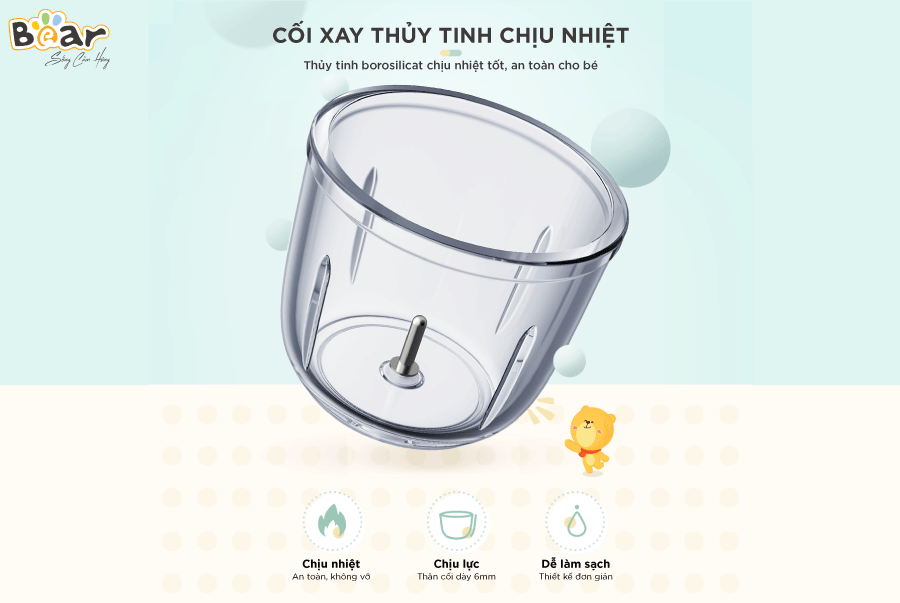 Bear
Sống Cân Hứng
CỐI XAY THỦY TINH CHỊU NHIỆT
Thủy tinh borosilicat chịu nhiệt tốt, an toàn cho bé
Chịu nhiệt
An toàn, không vỡ
Chịu lực
Thân cối dày 6mm
Dễ làm sạch
Thiết kế đơn giản